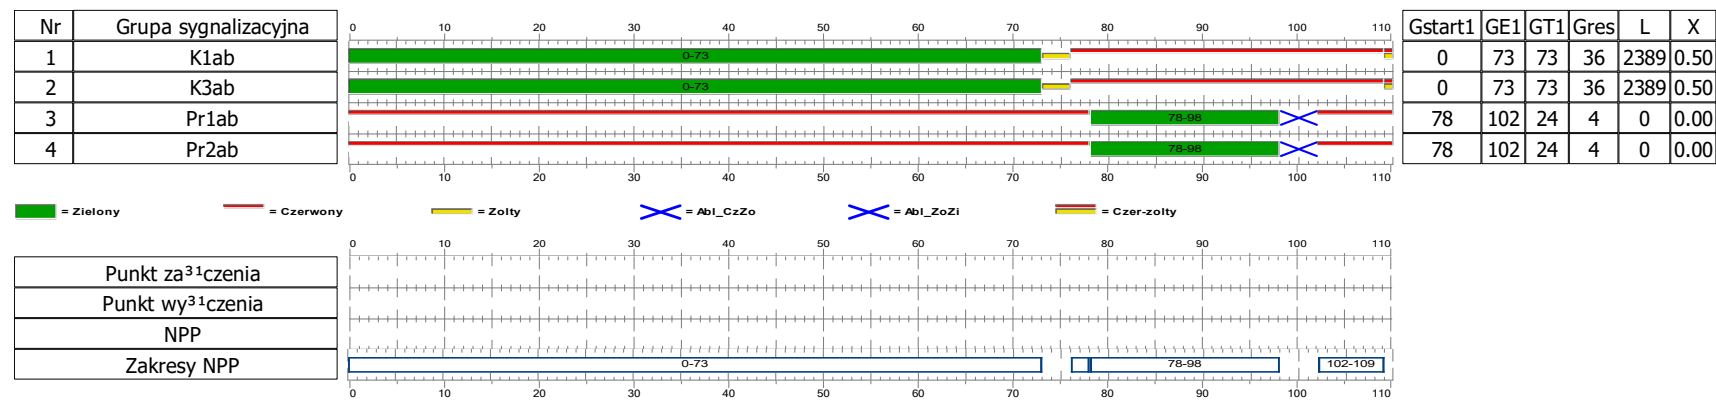 Nr Grupa sygnalizacyjna 0 10 20 30 40 50 60 70 80 90 100 110 Gstart1 GE1 GT1 Gres L X
1 K1ab 0-73 0 73 73 36 2389 0.50
2 K3ab 0-73 0 73 73 36 2389 0.50
3 Pr1ab 78-98 78 102 24 4 0 0.00
4 Pr2ab 78-98 78 102 24 4 0 0.00
0 10 20 30 40 50 60 70 80 90 100 110
= Zielony = Czerwony = Zolty = Abl_CzZo = Abl_ZoZi = Czer-zolty
0 10 20 30 40 50 60 70 80 90 100 110
Punkt za³¹czenia
Punkt wy³¹czenia
NPP
Zakresy NPP 0-73 78-98 102-109
0 10 20 30 40 50 60 70 80 90 100 110